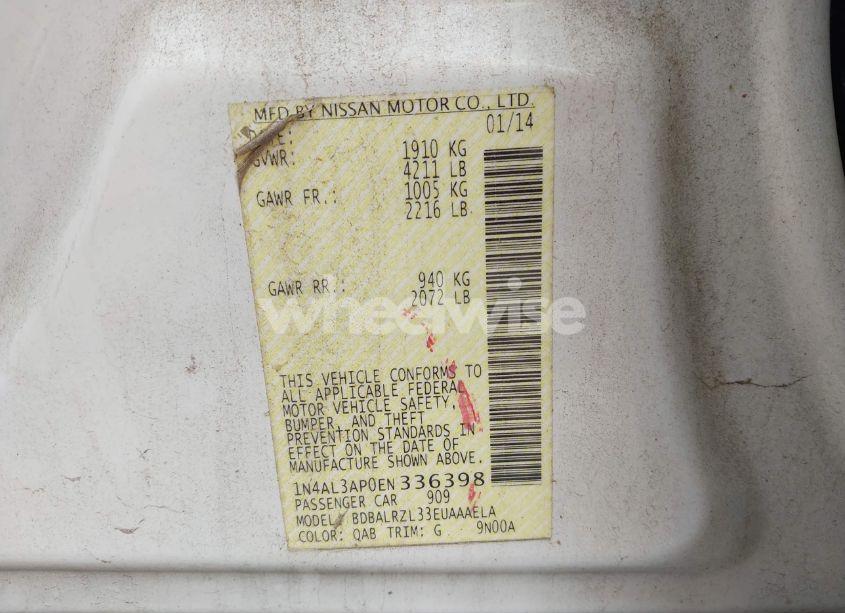 MFD BY NISSAN MOTOR CO., LTD.
DATE: 01/14
GVWR: 1910 KG
4211 LB
GAWR FR.: 1005 KG
2216 LB
GAWR RR.: 940 KG
2072 LB
wheelwise
THIS VEHICLE CONFORMS TO
ALL APPLICABLE FEDERAL
MOTOR VEHICLE SAFETY,
BUMPER, AND THEFT
PREVENTION STANDARDS IN
EFFECT ON THE DATE OF
MANUFACTURE SHOWN ABOVE.
1N4AL3AP0EN336398
PASSENGER CAR 909
MODEL: BDBALRZL33EUAAAELA
COLOR: QAB TRIM: G 9N00A